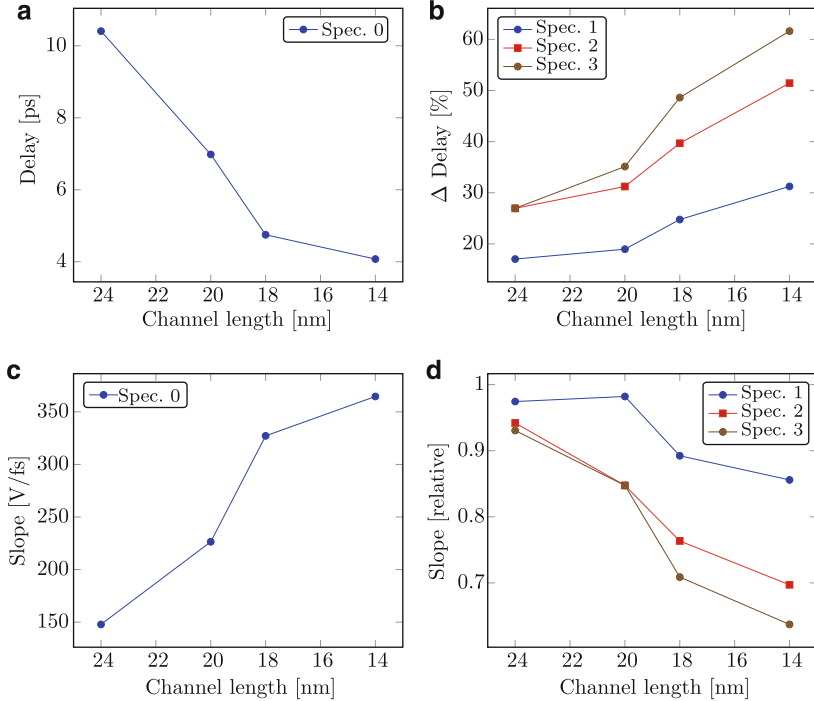 a
Spec. 0
10
8
6
4
Delay [ps]
24 22 20 18 16 14
Channel length [nm]
b
Spec. 1
Spec. 2
Spec. 3
60
50
40
30
20
Δ Delay [%]
24 22 20 18 16 14
Channel length [nm]
c
Spec. 0
350
300
250
200
150
Slope [V/fs]
24 22 20 18 16 14
Channel length [nm]
d
Spec. 1
Spec. 2
Spec. 3
1
0.9
0.8
0.7
Slope [relative]
24 22 20 18 16 14
Channel length [nm]